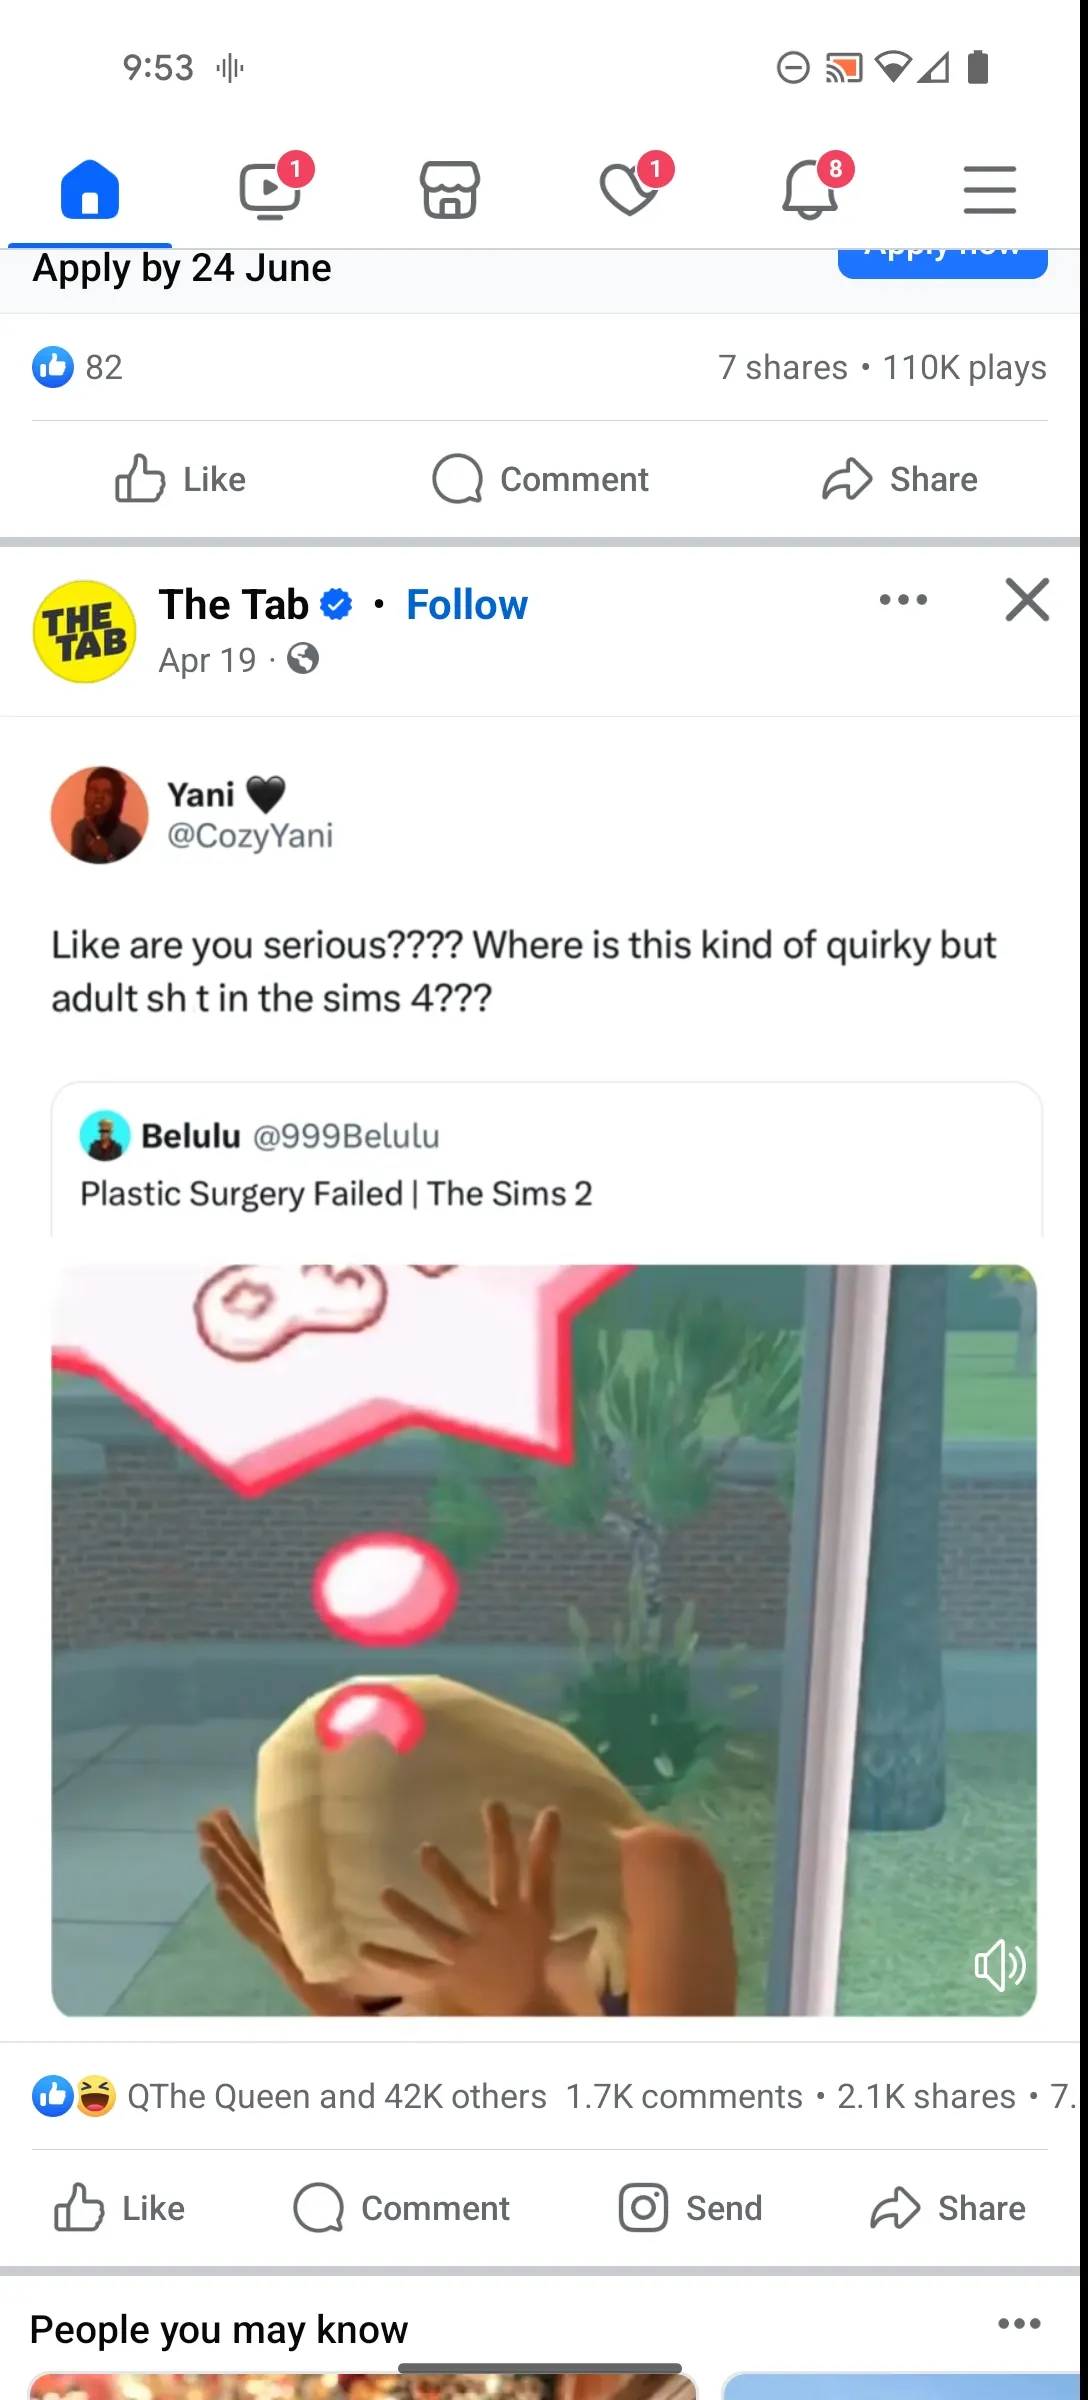 9:53
1
1
8
Apply by 24 June
Apply now
82
7 shares • 110K plays
Like
Comment
Share
THE TAB
The Tab • Follow
Apr 19 ·
Yani 🖤
@CozyYani
Like are you serious???? Where is this kind of quirky but
adult sh t in the sims 4???
Belulu @999Belulu
Plastic Surgery Failed | The Sims 2
QThe Queen and 42K others 1.7K comments • 2.1K shares • 7.
Like
Comment
Send
Share
People you may know